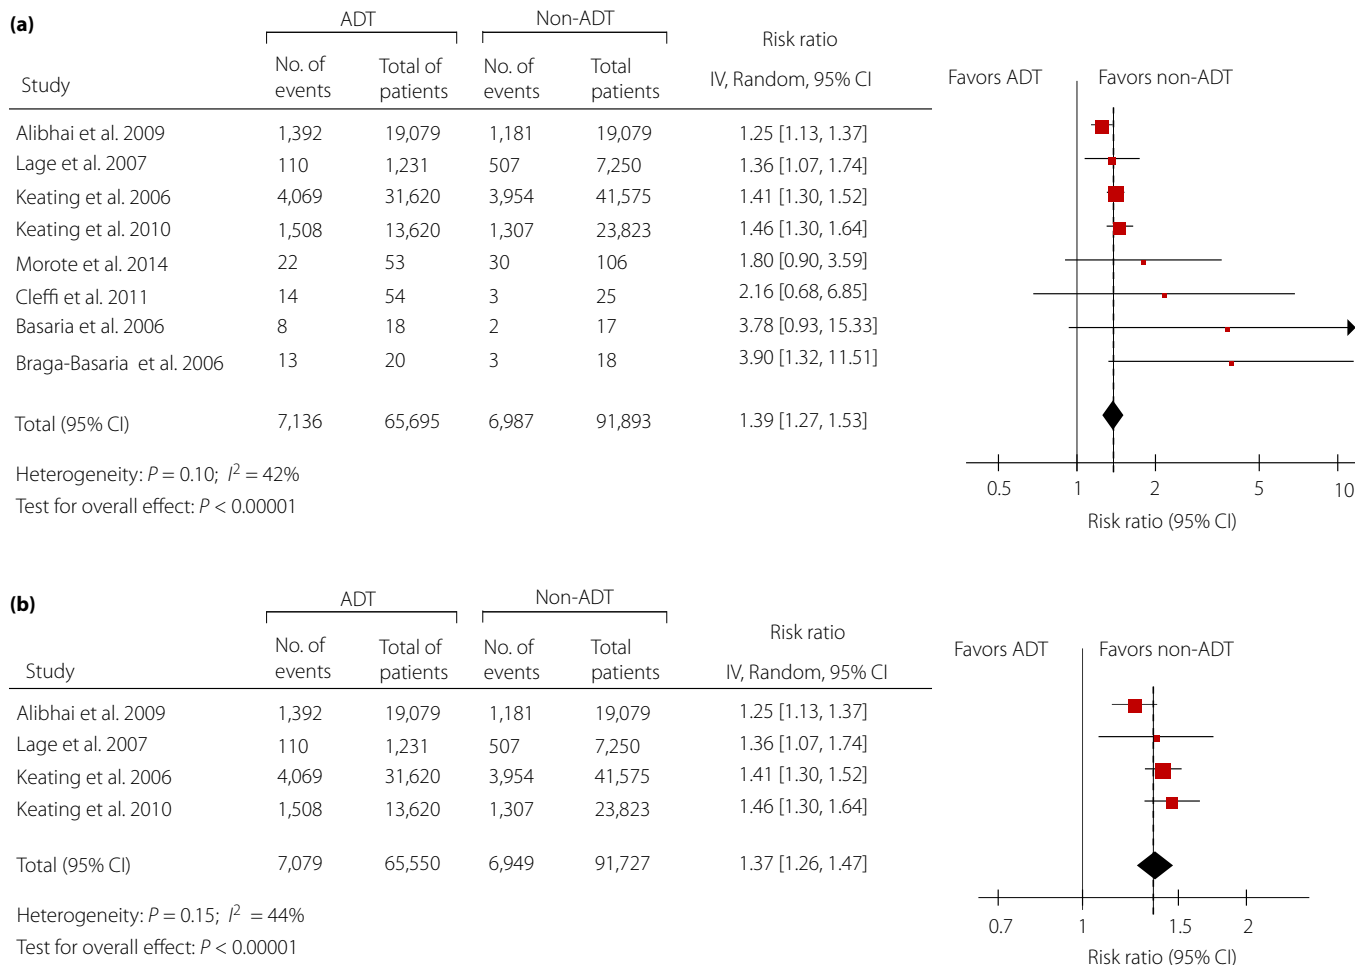 (a)
ADT Non-ADT
Risk ratio
Study No. of events Total of patients No. of events Total patients IV, Random, 95% CI Favors ADT Favors non-ADT
Alibhai et al. 2009 1,392 19,079 1,181 19,079 1.25 [1.13, 1.37]
Lage et al. 2007 110 1,231 507 7,250 1.36 [1.07, 1.74]
Keating et al. 2006 4,069 31,620 3,954 41,575 1.41 [1.30, 1.52]
Keating et al. 2010 1,508 13,620 1,307 23,823 1.46 [1.30, 1.64]
Morote et al. 2014 22 53 30 106 1.80 [0.90, 3.59]
Cleffi et al. 2011 14 54 3 25 2.16 [0.68, 6.85]
Basaria et al. 2006 8 18 2 17 3.78 [0.93, 15.33]
Braga-Basaria et al. 2006 13 20 3 18 3.90 [1.32, 11.51]
Total (95% CI) 7,136 65,695 6,987 91,893 1.39 [1.27, 1.53]
Heterogeneity: P = 0.10; I² = 42%
Test for overall effect: P < 0.00001
0.5 1 2 5 10
Risk ratio (95% CI)
(b)
ADT Non-ADT
Risk ratio
Study No. of events Total of patients No. of events Total patients IV, Random, 95% CI Favors ADT Favors non-ADT
Alibhai et al. 2009 1,392 19,079 1,181 19,079 1.25 [1.13, 1.37]
Lage et al. 2007 110 1,231 507 7,250 1.36 [1.07, 1.74]
Keating et al. 2006 4,069 31,620 3,954 41,575 1.41 [1.30, 1.52]
Keating et al. 2010 1,508 13,620 1,307 23,823 1.46 [1.30, 1.64]
Total (95% CI) 7,079 65,550 6,949 91,727 1.37 [1.26, 1.47]
Heterogeneity: P = 0.15; I² = 44%
Test for overall effect: P < 0.00001
0.7 1 1.5 2
Risk ratio (95% CI)